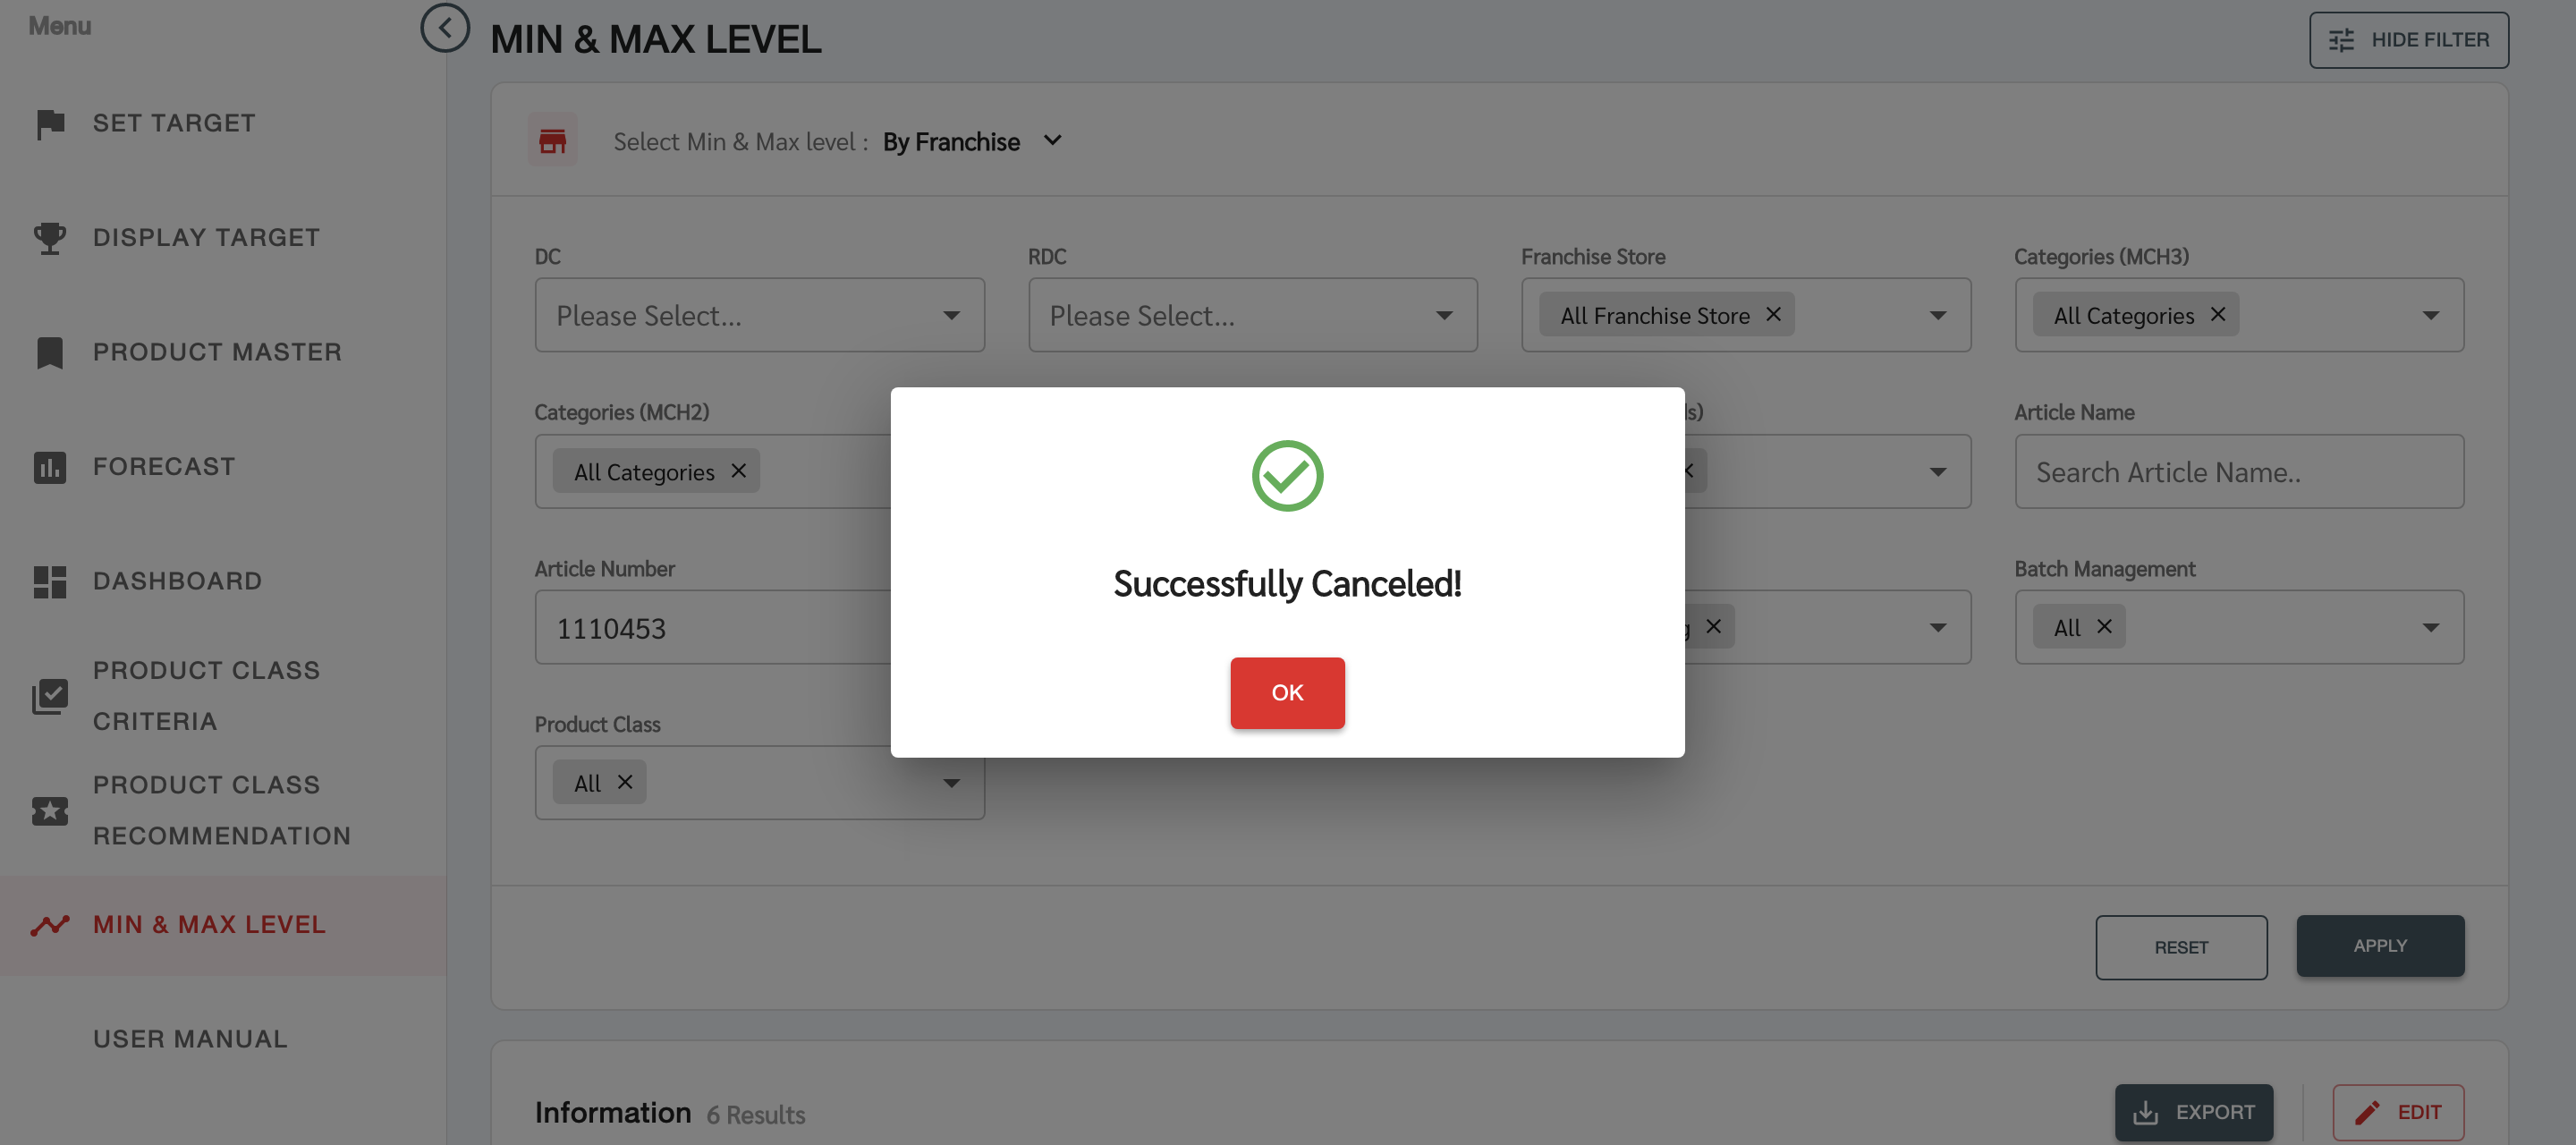 Menu
SET TARGET
DISPLAY TARGET
PRODUCT MASTER
FORECAST
DASHBOARD
PRODUCT CLASS
CRITERIA
PRODUCT CLASS
RECOMMENDATION
MIN & MAX LEVEL
USER MANUAL
MIN & MAX LEVEL
HIDE FILTER
Select Min & Max level : By Franchise
DC
RDC
Franchise Store
Categories (MCH3)
Please Select...
Please Select...
All Franchise Store
All Categories
Categories (MCH2)
Article Name
All Categories
Search Article Name..
Article Number
Batch Management
1110453
All
Product Class
All
Successfully Canceled!
OK
RESET
APPLY
Information 6 Results
EXPORT
EDIT